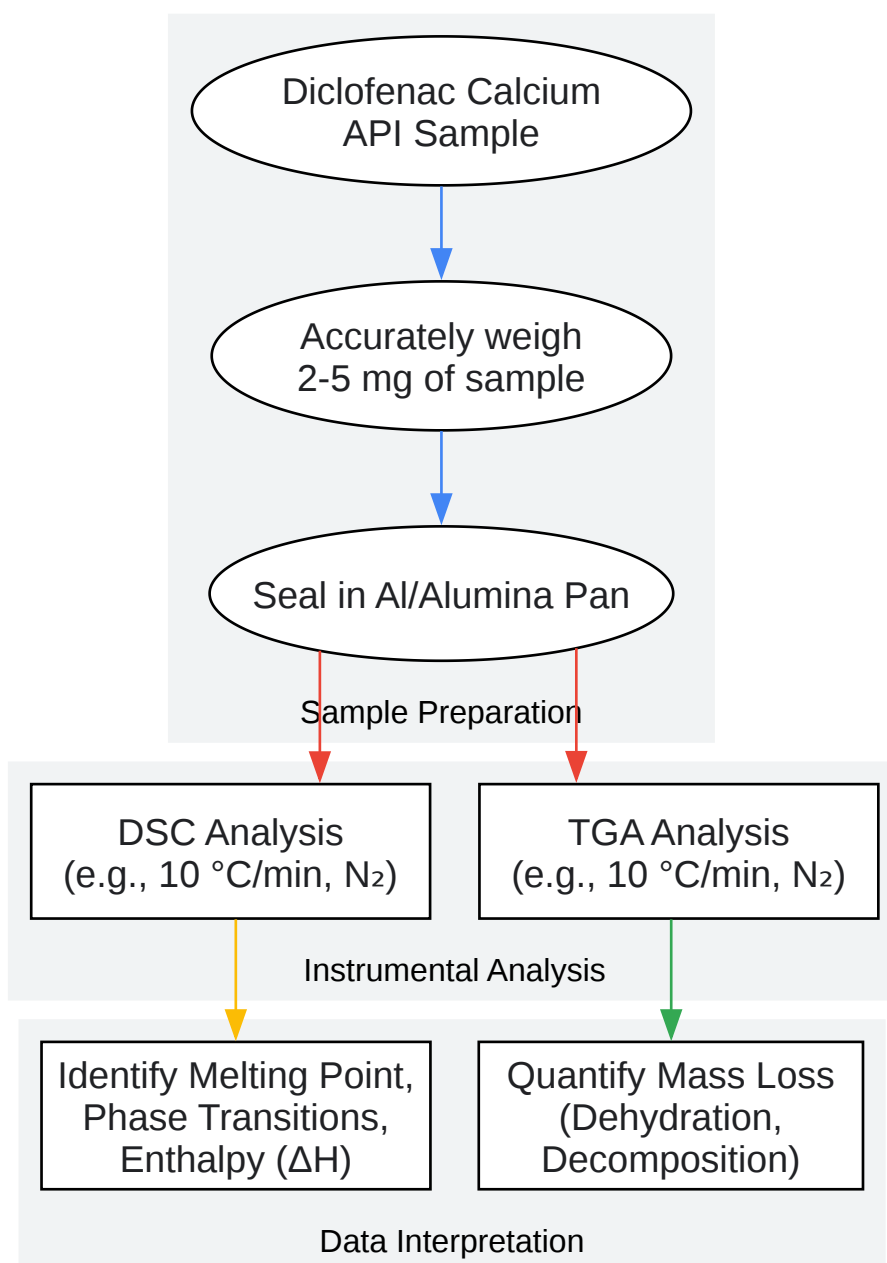 Diclofenac Calcium
API Sample
Accurately weigh
2-5 mg of sample
Seal in Al/Alumina Pan
Sample Preparation
DSC Analysis
(e.g., 10 °C/min, N₂)
TGA Analysis
(e.g., 10 °C/min, N₂)
Instrumental Analysis
Identify Melting Point,
Phase Transitions,
Enthalpy (ΔH)
Quantify Mass Loss
(Dehydration,
Decomposition)
Data Interpretation